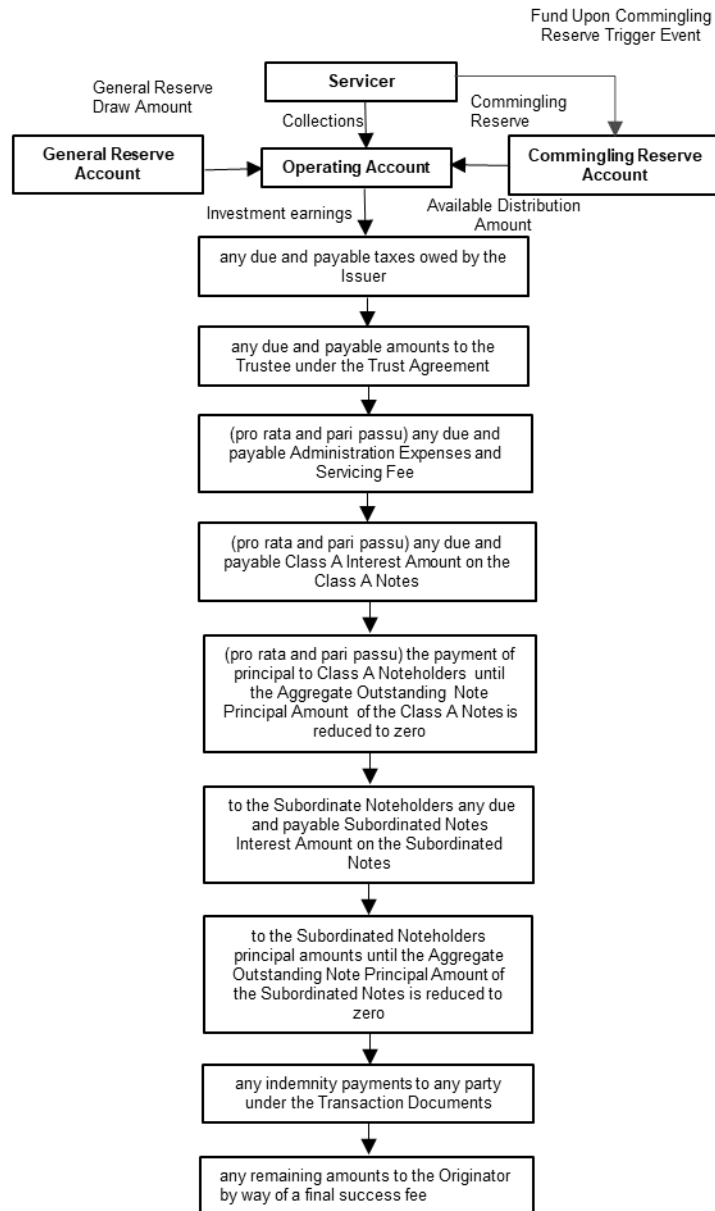 Fund Upon Commingling
Reserve Trigger Event
Servicer
General Reserve
Draw Amount
Commingling
Reserve
Collections
General Reserve
Account
Operating Account
Commingling Reserve
Account
Investment earnings
Available Distribution
Amount
any due and payable taxes owed by the
Issuer
any due and payable amounts to the
Trustee under the Trust Agreement
(pro rata and pari passu) any due and
payable Administration Expenses and
Servicing Fee
(pro rata and pari passu) any due and
payable Class A Interest Amount on the
Class A Notes
(pro rata and pari passu) the payment of
principal to Class A Noteholders until
the Aggregate Outstanding Note
Principal Amount of the Class A Notes is
reduced to zero
to the Subordinate Noteholders any due
and payable Subordinated Notes
Interest Amount on the Subordinated
Notes
to the Subordinated Noteholders
principal amounts until the Aggregate
Outstanding Note Principal Amount of
the Subordinated Notes is reduced to
zero
any indemnity payments to any party
under the Transaction Documents
any remaining amounts to the Originator
by way of a final success fee